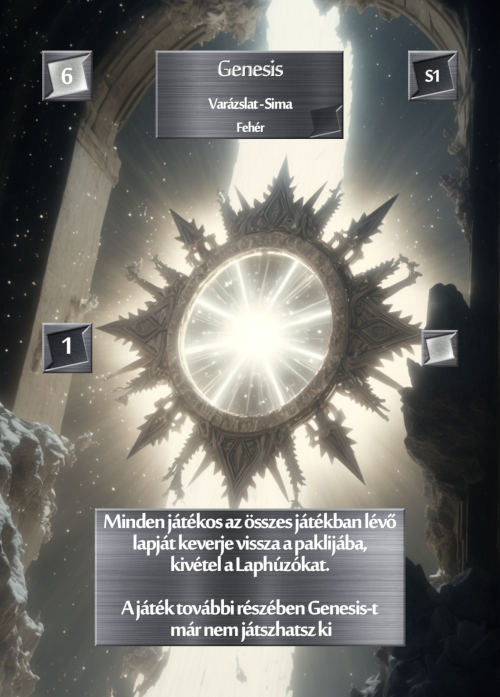 6
Genesis
S1
Varázslat - Sima
Fehér
1
Minden játékos az összes játékban lévő
lapját keverje vissza a paklijába,
kivétel a Laphúzókat.
A játék további részében Genesis-t
már nem játszhatsz ki